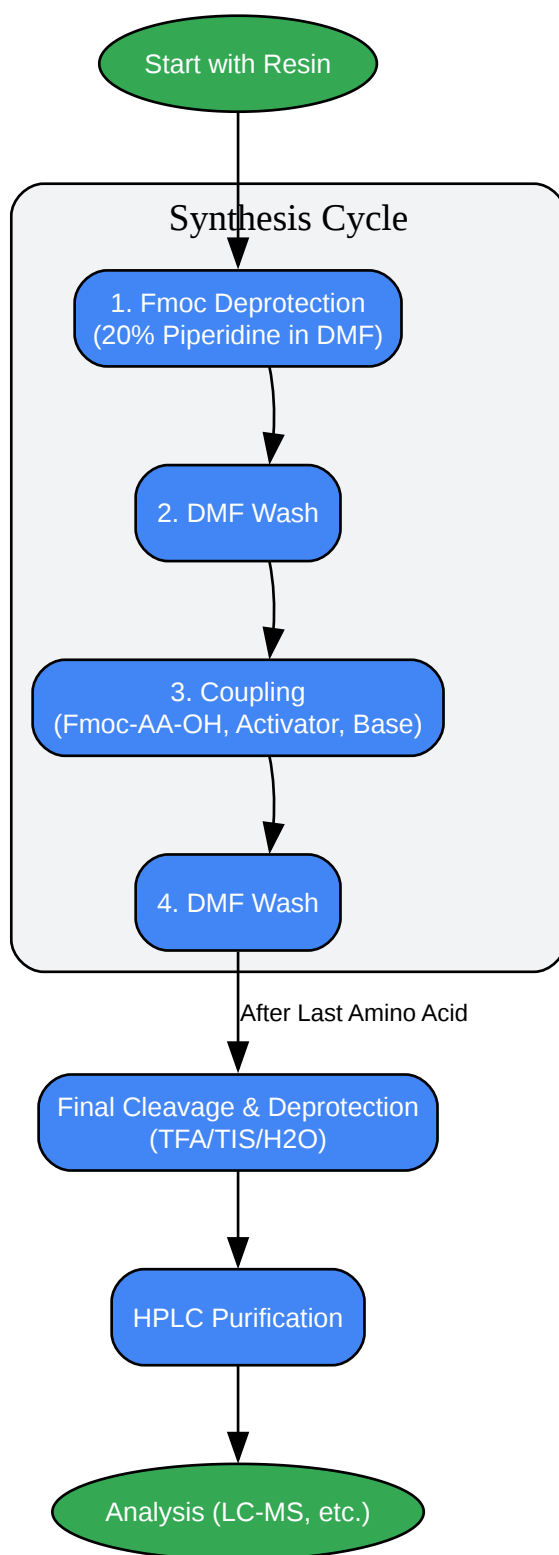 Start with Resin
Synthesis Cycle
1. Fmoc Deprotection
(20% Piperidine in DMF)
2. DMF Wash
3. Coupling
(Fmoc-AA-OH, Activator, Base)
4. DMF Wash
After Last Amino Acid
Final Cleavage & Deprotection
(TFA/TIS/H2O)
HPLC Purification
Analysis (LC-MS, etc.)